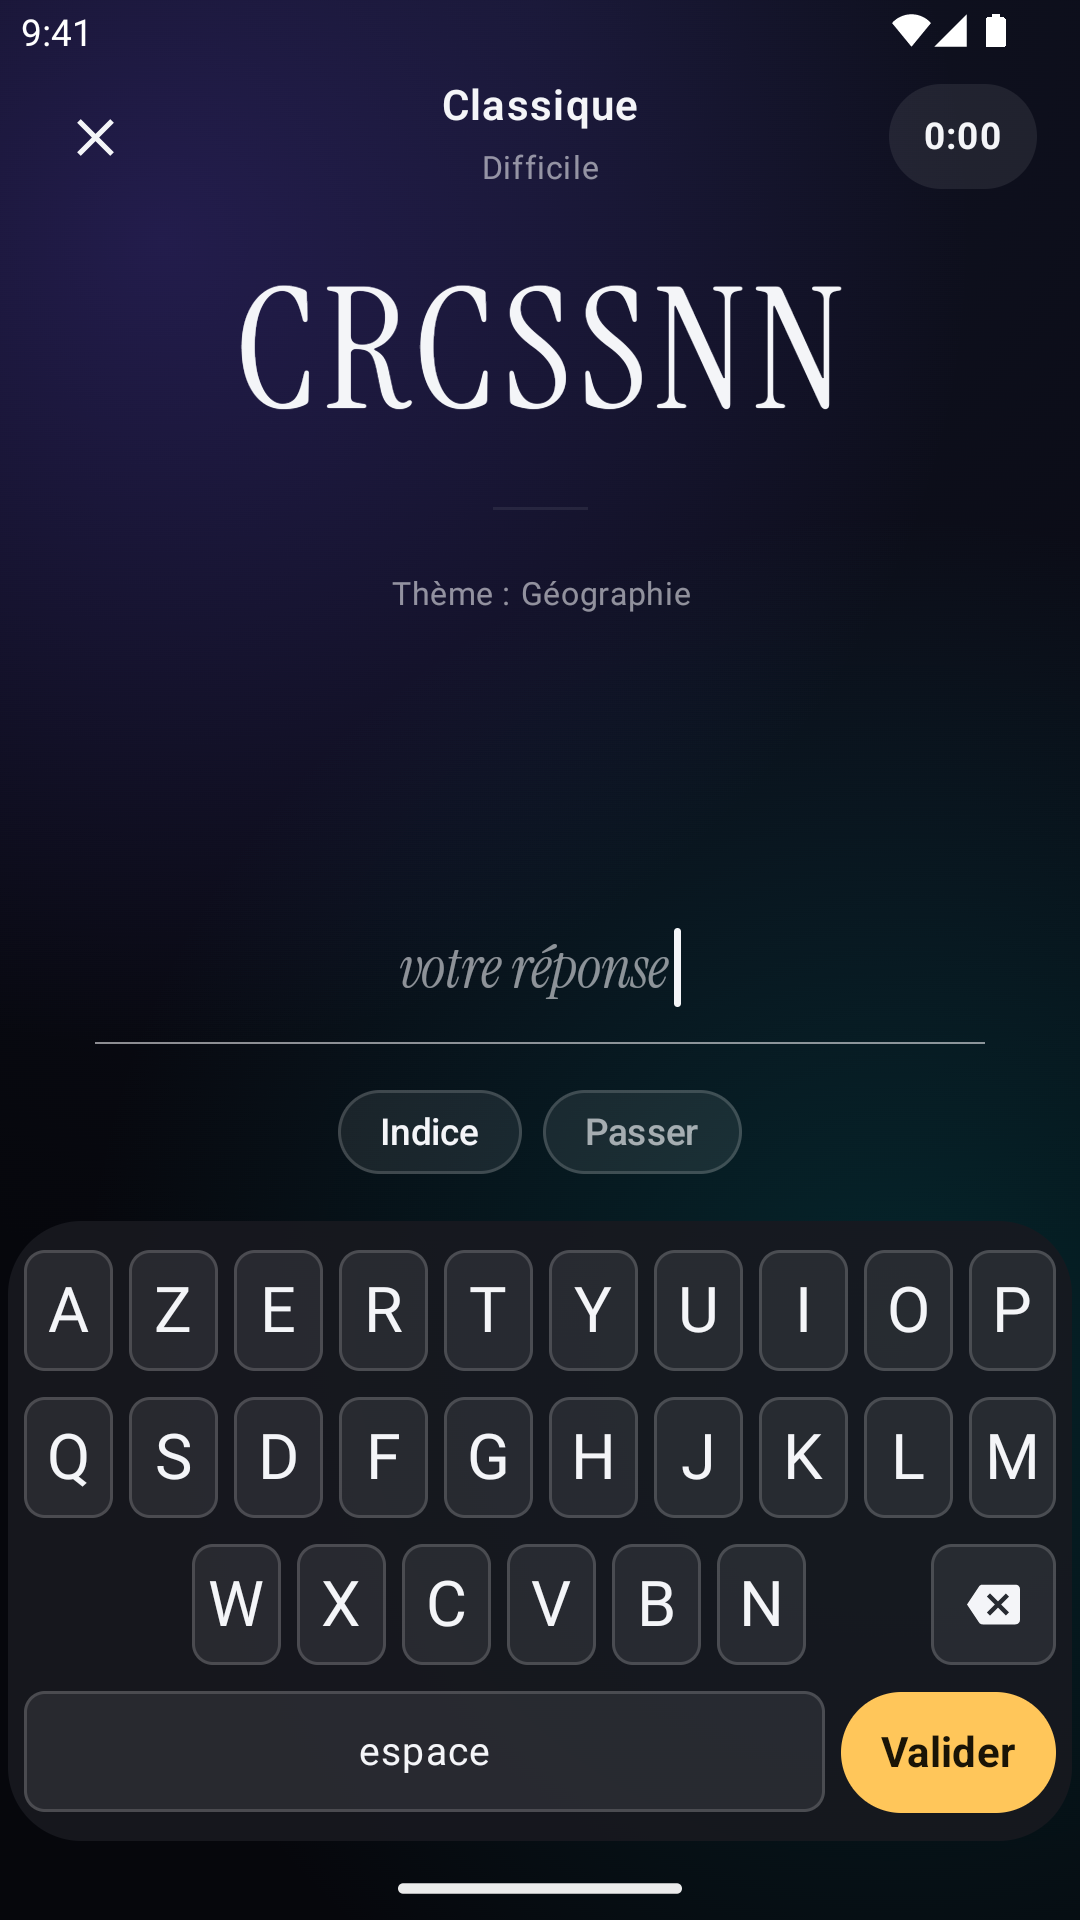 9:41
Classique
Difficile
0:00
CRCSSNN
Thème : Géographie
votre réponse
Indice
Passer
A Z E R T Y U I O P
Q S D F G H J K L M
W X C V B N
espace
Valider